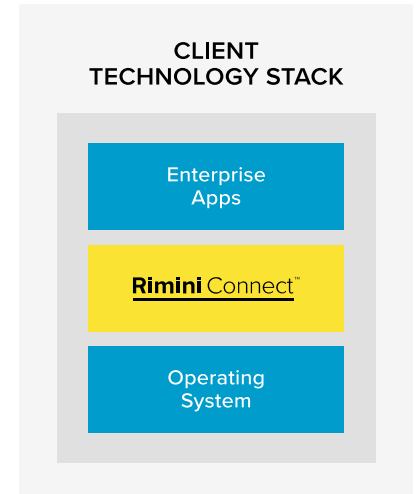 CLIENT
TECHNOLOGY STACK
Enterprise
Apps
Rimini Connect™
Operating
System